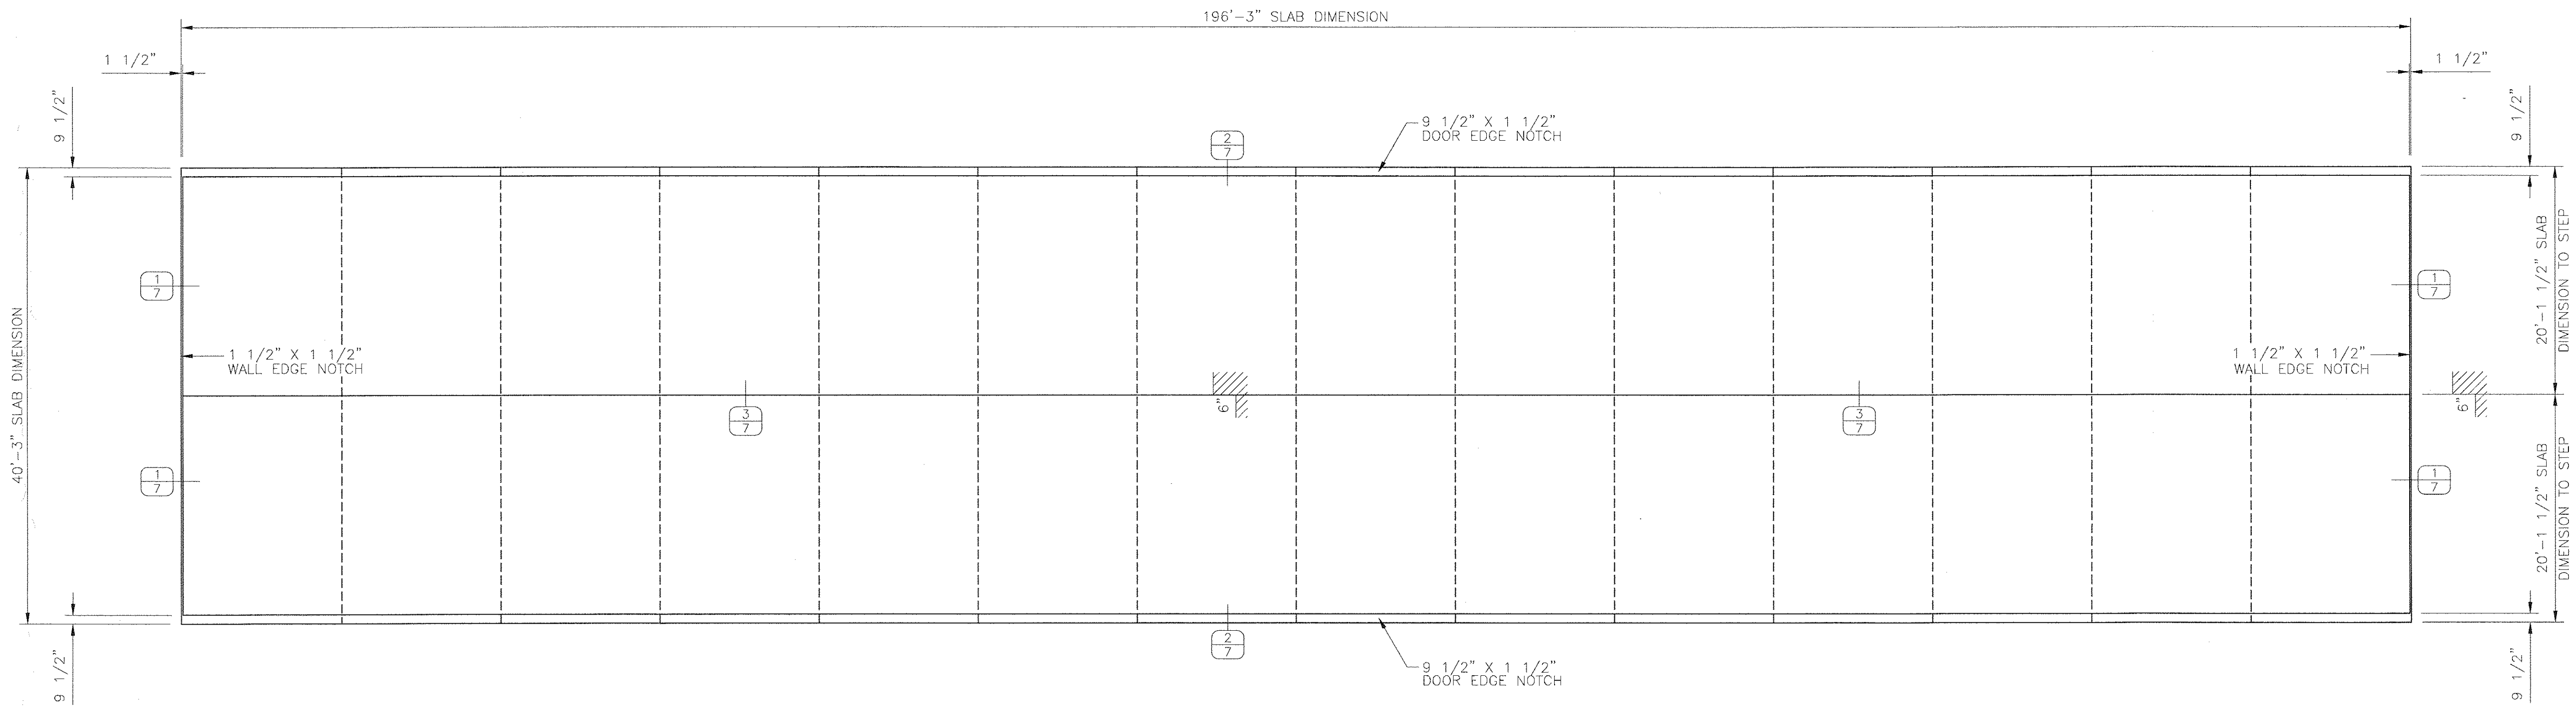 196'-3" SLAB DIMENSION
1 1/2"
1 1/2"
9 1/2"
9 1/2"
9 1/2" X 1 1/2"
DOOR EDGE NOTCH
2
7
1
7
1
7
40'-3" SLAB DIMENSION
20'-1 1/2" SLAB
DIMENSION TO STEP
1 1/2" X 1 1/2"
WALL EDGE NOTCH
1 1/2" X 1 1/2"
WALL EDGE NOTCH
6"
6"
3
7
3
7
1
7
1
7
20'-1 1/2" SLAB
DIMENSION TO STEP
2
7
9 1/2" X 1 1/2"
DOOR EDGE NOTCH
9 1/2"
9 1/2"